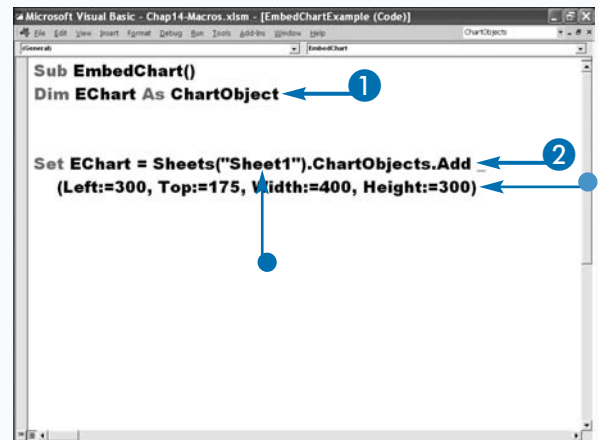 Microsoft Visual Basic - Chap14-Macros.xlsm - [EmbedChartExample (Code)]
File Edit View Insert Format Debug Run Tools Add-Ins Window Help ChartObjects
(General) EmbedChart
Sub EmbedChart()
Dim EChart As ChartObject 1
Set EChart = Sheets("Sheet1").ChartObjects.Add _ 2
(Left:=300, Top:=175, Width:=400, Height:=300)